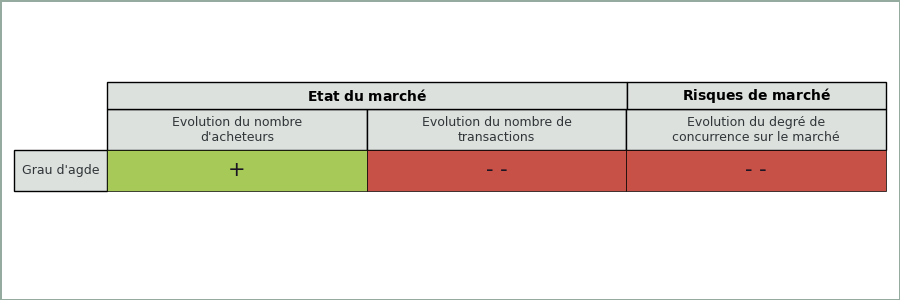 Etat du marché
Risques de marché
Evolution du nombre
d'acheteurs
Evolution du nombre de
transactions
Evolution du degré de
concurrence sur le marché
Grau d'agde
+
- -
- -